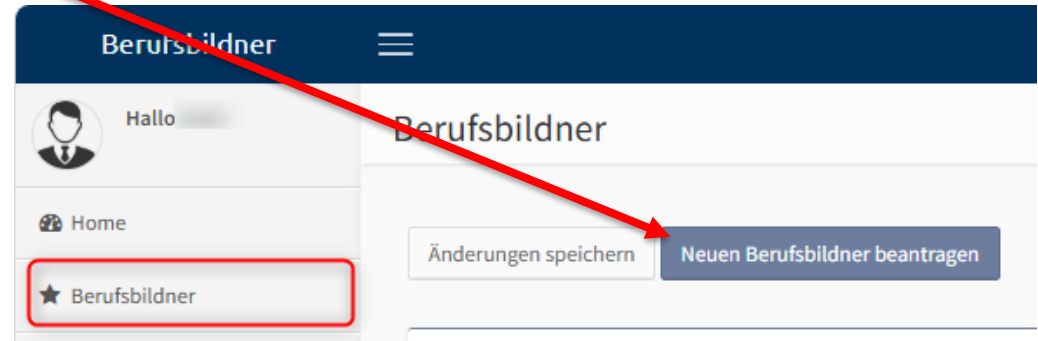 Berufsbildner
Hallo
Berufsbildner
Home
Änderungen speichern
Neuen Berufsbildner beantragen
Berufsbildner